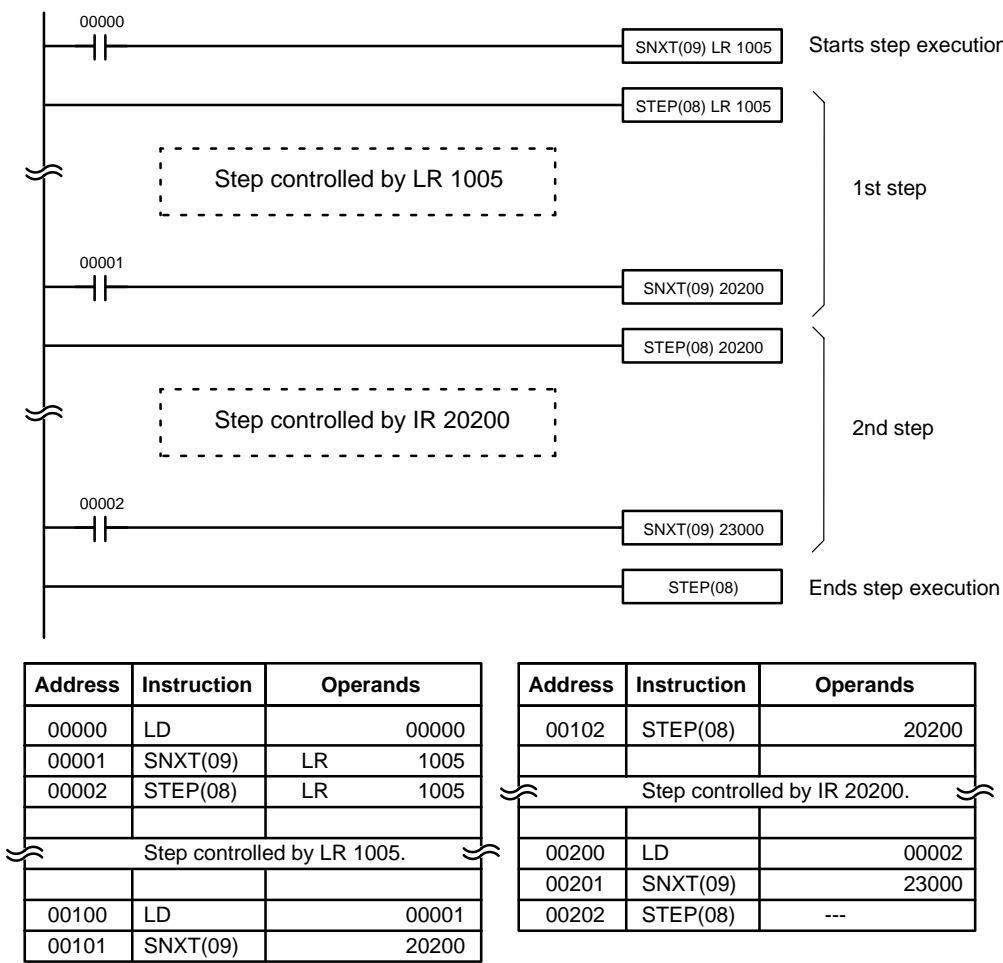 00000
SNXT(09) LR 1005 Starts step execution
STEP(08) LR 1005
Step controlled by LR 1005
1st step
00001
SNXT(09) 20200
STEP(08) 20200
Step controlled by IR 20200
2nd step
00002
SNXT(09) 23000
STEP(08) Ends step execution
Address Instruction Operands
00000 LD 00000
00001 SNXT(09) LR 1005
00002 STEP(08) LR 1005
Step controlled by LR 1005.
00100 LD 00001
00101 SNXT(09) 20200
Address Instruction Operands
00102 STEP(08) 20200
Step controlled by IR 20200.
00200 LD 00002
00201 SNXT(09) 23000
00202 STEP(08) ---